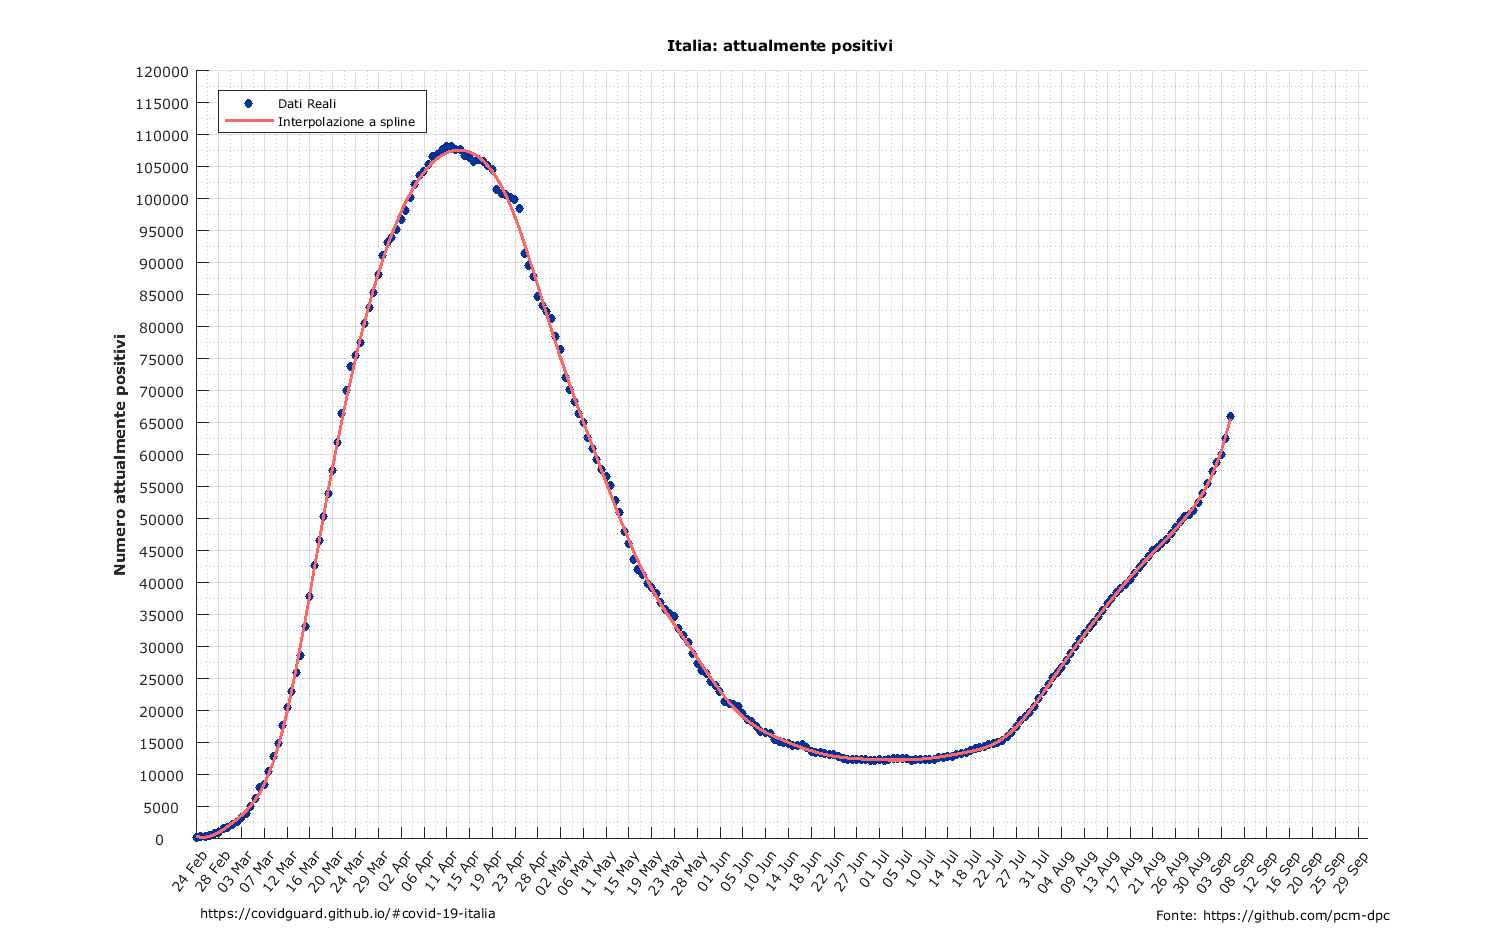 Italia: attualmente positivi
Dati Reali
Interpolazione a spline
Numero attualmente positivi
120000
115000
110000
105000
100000
95000
90000
85000
80000
75000
70000
65000
60000
55000
50000
45000
40000
35000
30000
25000
20000
15000
10000
5000
0
24 Feb
28 Feb
03 Mar
07 Mar
12 Mar
16 Mar
20 Mar
24 Mar
29 Mar
02 Apr
06 Apr
11 Apr
15 Apr
19 Apr
23 Apr
28 Apr
02 May
06 May
11 May
15 May
19 May
23 May
28 May
01 Jun
05 Jun
10 Jun
14 Jun
18 Jun
22 Jun
27 Jun
01 Jul
05 Jul
10 Jul
14 Jul
18 Jul
22 Jul
27 Jul
31 Jul
04 Aug
09 Aug
13 Aug
17 Aug
21 Aug
26 Aug
30 Aug
03 Sep
08 Sep
12 Sep
16 Sep
20 Sep
25 Sep
29 Sep
https://covidguard.github.io/#covid-19-italia
Fonte: https://github.com/pcm-dpc